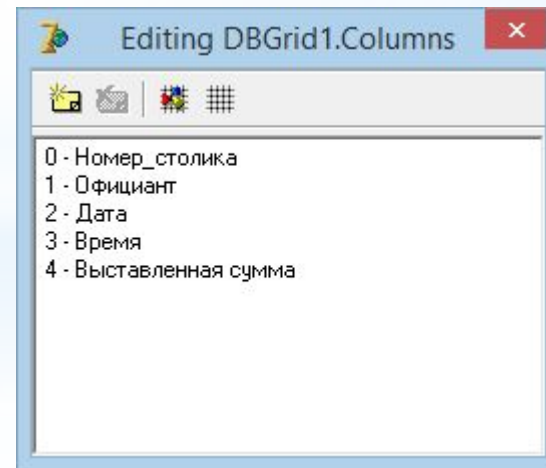 Editing DBGrid1.Columns
0 - Номер_столика
1 - Официант
2 - Дата
3 - Время
4 - Выставленная сумма